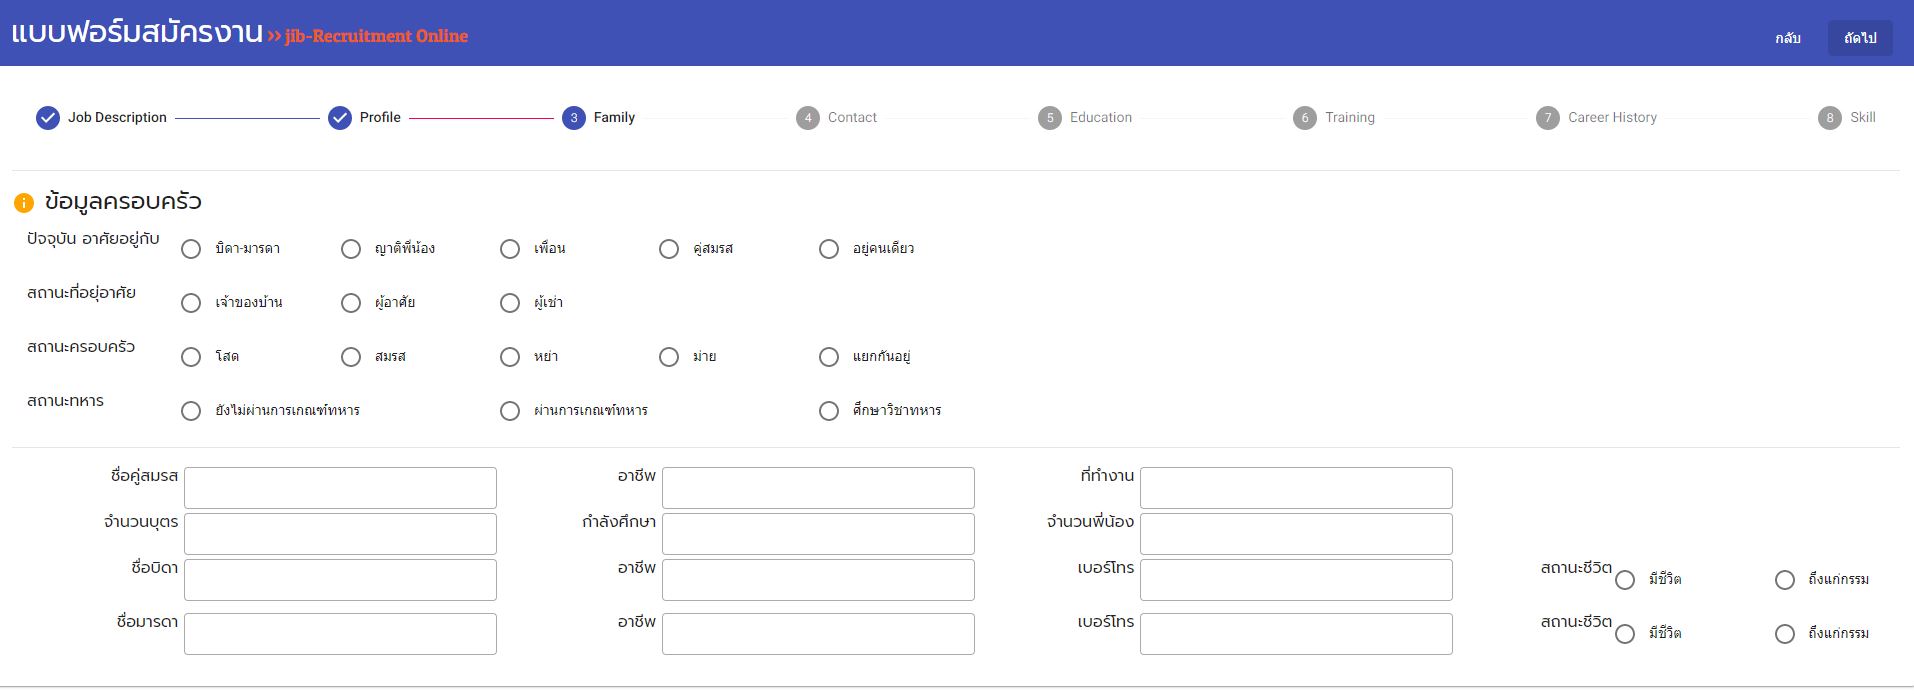 แบบฟอร์มสมัครงาน >> jib-Recruitment Online กลับ ถัดไป
Job Description Profile 3 Family 4 Contact 5 Education 6 Training 7 Career History 8 Skill
ข้อมูลครอบครัว
ปัจจุบัน อาศัยอยู่กับ บิดา-มารดา ญาติพี่น้อง เพื่อน คู่สมรส อยู่คนเดียว
สถานะที่อยู่อาศัย เจ้าของบ้าน ผู้อาศัย ผู้เช่า
สถานะครอบครัว โสด สมรส หย่า ม่าย แยกกันอยู่
สถานะทหาร ยังไม่ผ่านการเกณฑ์ทหาร ผ่านการเกณฑ์ทหาร ศึกษาวิชาทหาร
ชื่อคู่สมรส อาชีพ ที่ทำงาน
จำนวนบุตร กำลังศึกษา จำนวนพี่น้อง
ชื่อบิดา อาชีพ เบอร์โทร สถานะชีวิต มีชีวิต ถึงแก่กรรม
ชื่อมารดา อาชีพ เบอร์โทร สถานะชีวิต มีชีวิต ถึงแก่กรรม